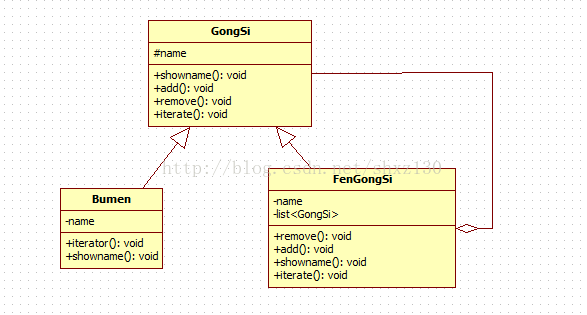 GongSi
#name
+showname(): void
+add(): void
+remove(): void
+iterate(): void
http://blog.csdn.net/shxz130
Bumen
-name
+iterator(): void
+showname(): void
FenGongSi
-name
-list<GongSi>
+remove(): void
+add(): void
+showname(): void
+iterate(): void